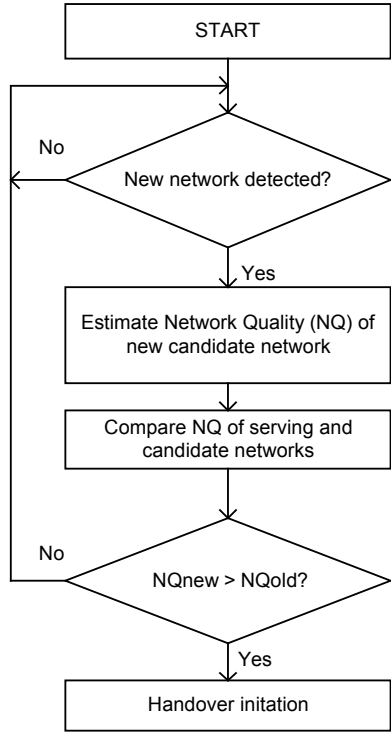 START
No
New network detected?
Yes
Estimate Network Quality (NQ) of
new candidate network
Compare NQ of serving and
candidate networks
No
NQnew > NQold?
Yes
Handover initation